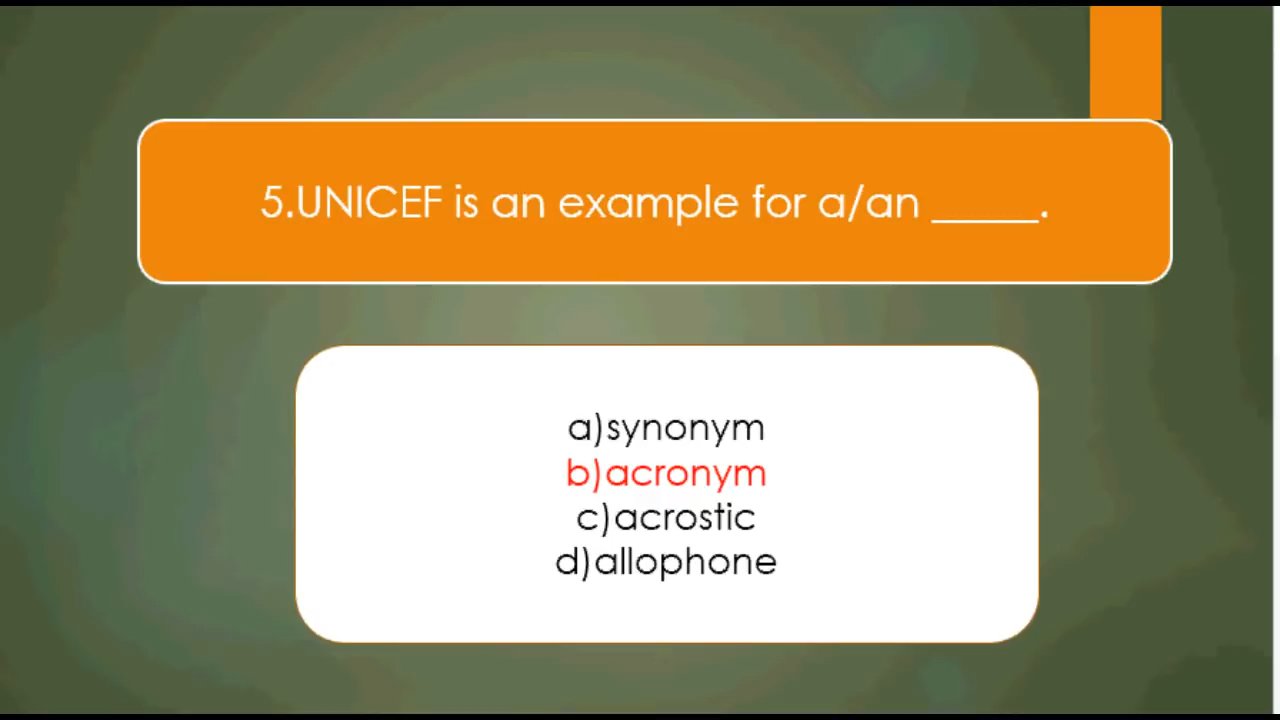 5.UNICEF is an example for a/an _____.
a)synonym
b)acronym
c)acrostic
d)allophone